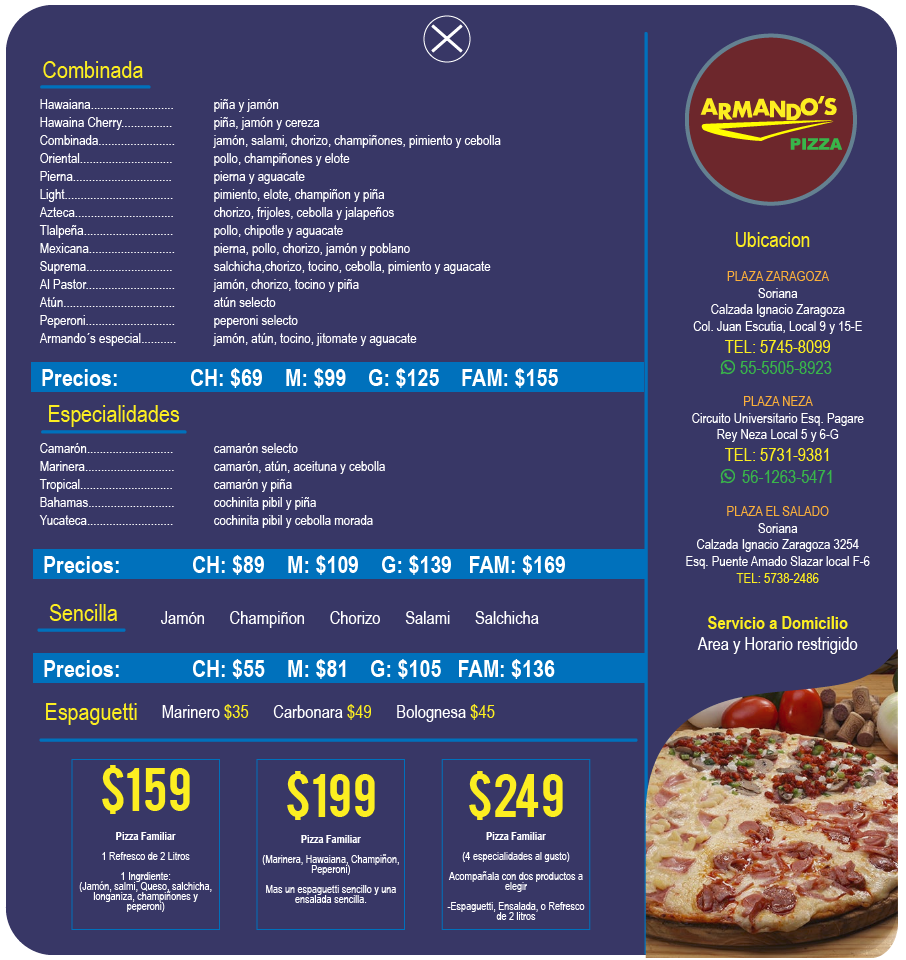 Combinada
Hawaiana.......................... piña y jamón
Hawaina Cherry................ piña, jamón y cereza
Combinada........................ jamón, salami, chorizo, champiñones, pimiento y cebolla
Oriental............................. pollo, champiñones y elote
Pierna............................... pierna y aguacate
Light.................................. pimiento, elote, champiñon y piña
Azteca............................... chorizo, frijoles, cebolla y jalapeños
Tlalpeña............................ pollo, chipotle y aguacate
Mexicana........................... pierna, pollo, chorizo, jamón y poblano
Suprema........................... salchicha,chorizo, tocino, cebolla, pimiento y aguacate
Al Pastor............................ jamón, chorizo, tocino y piña
Atún................................... atún selecto
Peperoni............................ peperoni selecto
Armando´s especial........... jamón, atún, tocino, jitomate y aguacate
Precios: CH: $69 M: $99 G: $125 FAM: $155
Especialidades
Camarón........................... camarón selecto
Marinera............................ camarón, atún, aceituna y cebolla
Tropical............................. camarón y piña
Bahamas........................... cochinita pibil y piña
Yucateca........................... cochinita pibil y cebolla morada
Precios: CH: $89 M: $109 G: $139 FAM: $169
Sencilla Jamón Champiñon Chorizo Salami Salchicha
Precios: CH: $55 M: $81 G: $105 FAM: $136
Espaguetti Marinero $35 Carbonara $49 Bolognesa $45
$159
Pizza Familiar
1 Refresco de 2 Litros
1 Ingrdiente:
(Jamón, salmi, Queso, salchicha,
longaniza, champiñones y
peperoni)
$199
Pizza Familiar
(Marinera, Hawaiana, Champiñon,
Peperoni)
Mas un espaguetti sencillo y una
ensalada sencilla.
$249
Pizza Familiar
(4 especialidades al gusto)
Acompañala con dos productos a
elegir
-Espaguetti, Ensalada, o Refresco
de 2 litros
ARMANDO'S
PIZZA
Ubicacion
PLAZA ZARAGOZA
Soriana
Calzada Ignacio Zaragoza
Col. Juan Escutia, Local 9 y 15-E
TEL: 5745-8099
55-5505-8923
PLAZA NEZA
Circuito Universitario Esq. Pagare
Rey Neza Local 5 y 6-G
TEL: 5731-9381
56-1263-5471
PLAZA EL SALADO
Soriana
Calzada Ignacio Zaragoza 3254
Esq. Puente Amado Slazar local F-6
TEL: 5738-2486
Servicio a Domicilio
Area y Horario restrigido